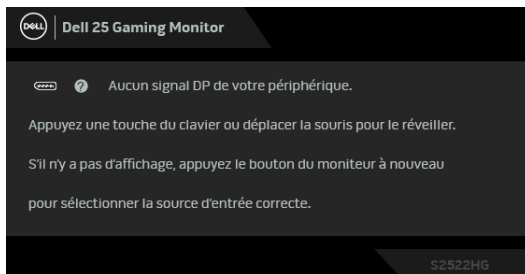 DELL
Dell 25 Gaming Monitor
? Aucun signal DP de votre périphérique.
Appuyez une touche du clavier ou déplacer la souris pour le réveiller.
S'il n'y a pas d'affichage, appuyez le bouton du moniteur à nouveau
pour sélectionner la source d'entrée correcte.
S2522HG